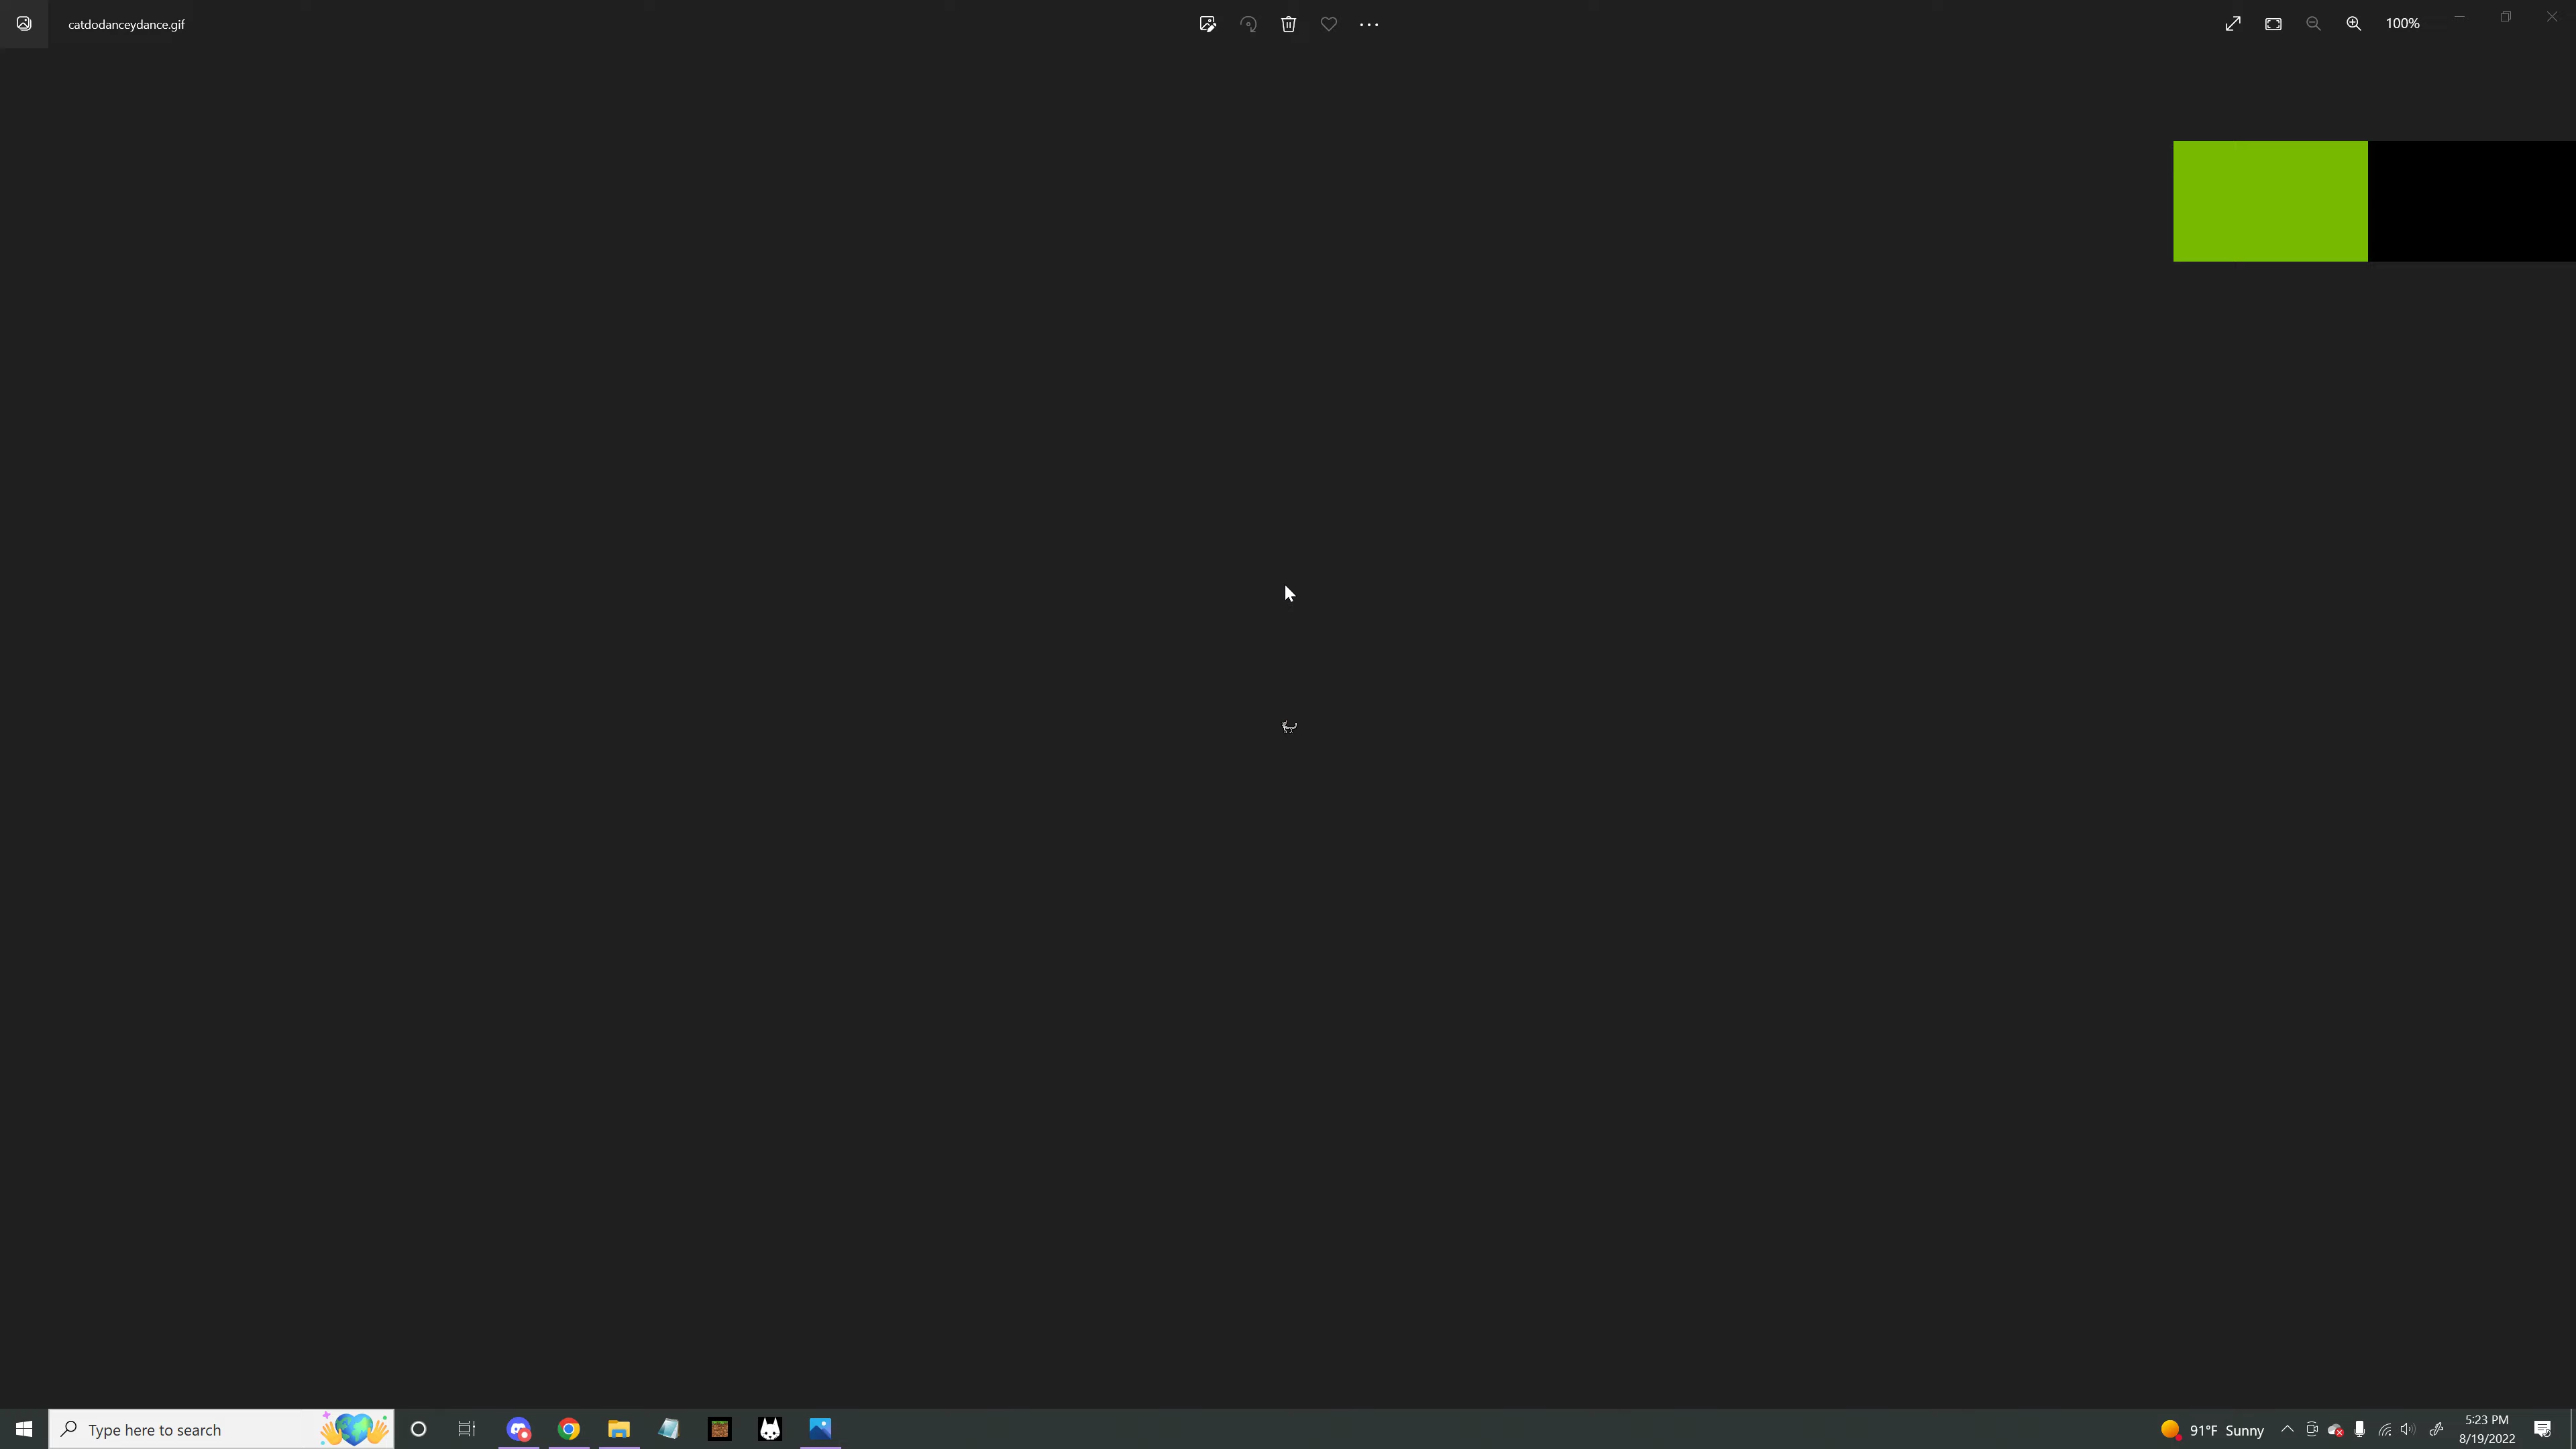 catdodanceydance.gif
100%
Type here to search
91°F Sunny
5:23 PM
8/19/2022